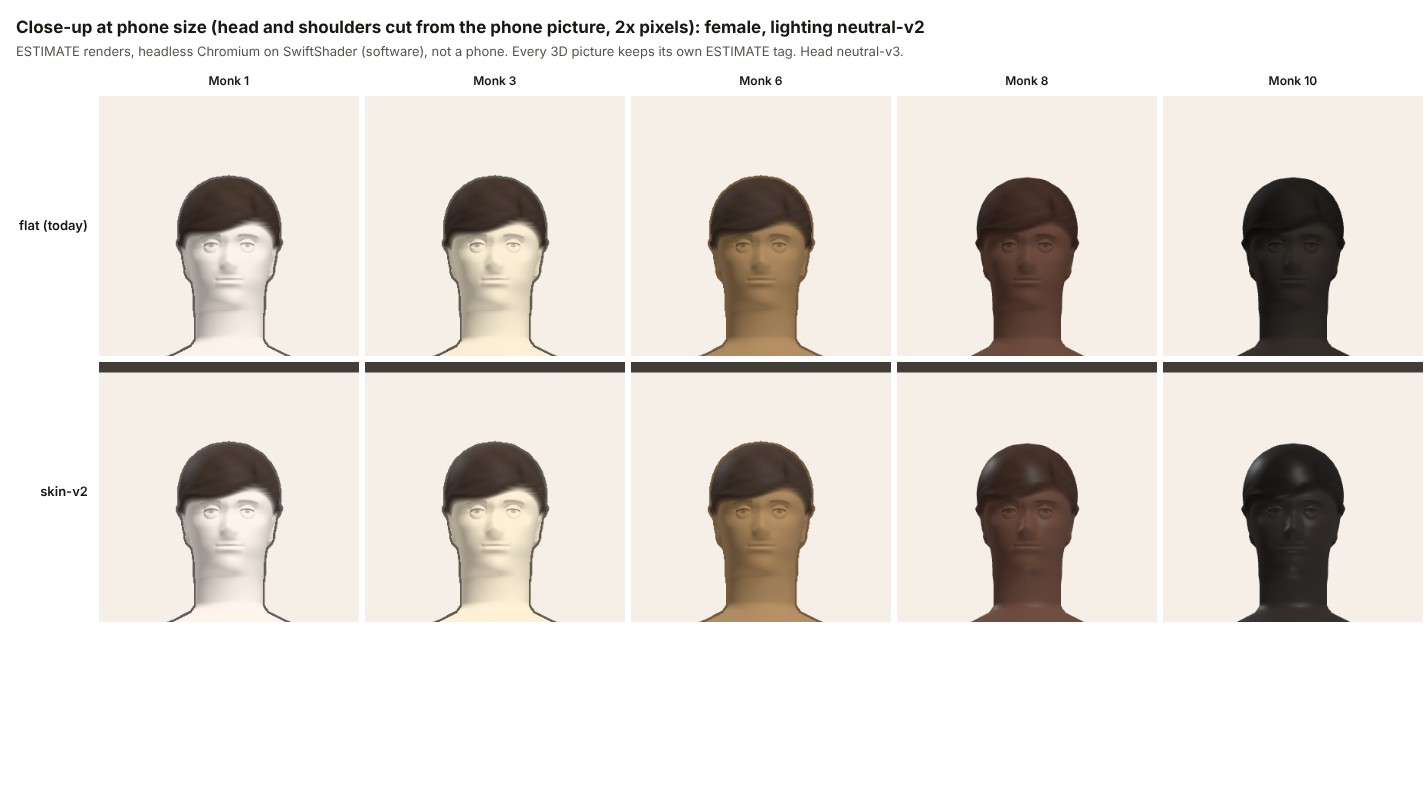 Close-up at phone size (head and shoulders cut from the phone picture, 2x pixels): female, lighting neutral-v2
ESTIMATE renders, headless Chromium on SwiftShader (software), not a phone. Every 3D picture keeps its own ESTIMATE tag. Head neutral-v3.
Monk 1 Monk 3 Monk 6 Monk 8 Monk 10
flat (today)
skin-v2